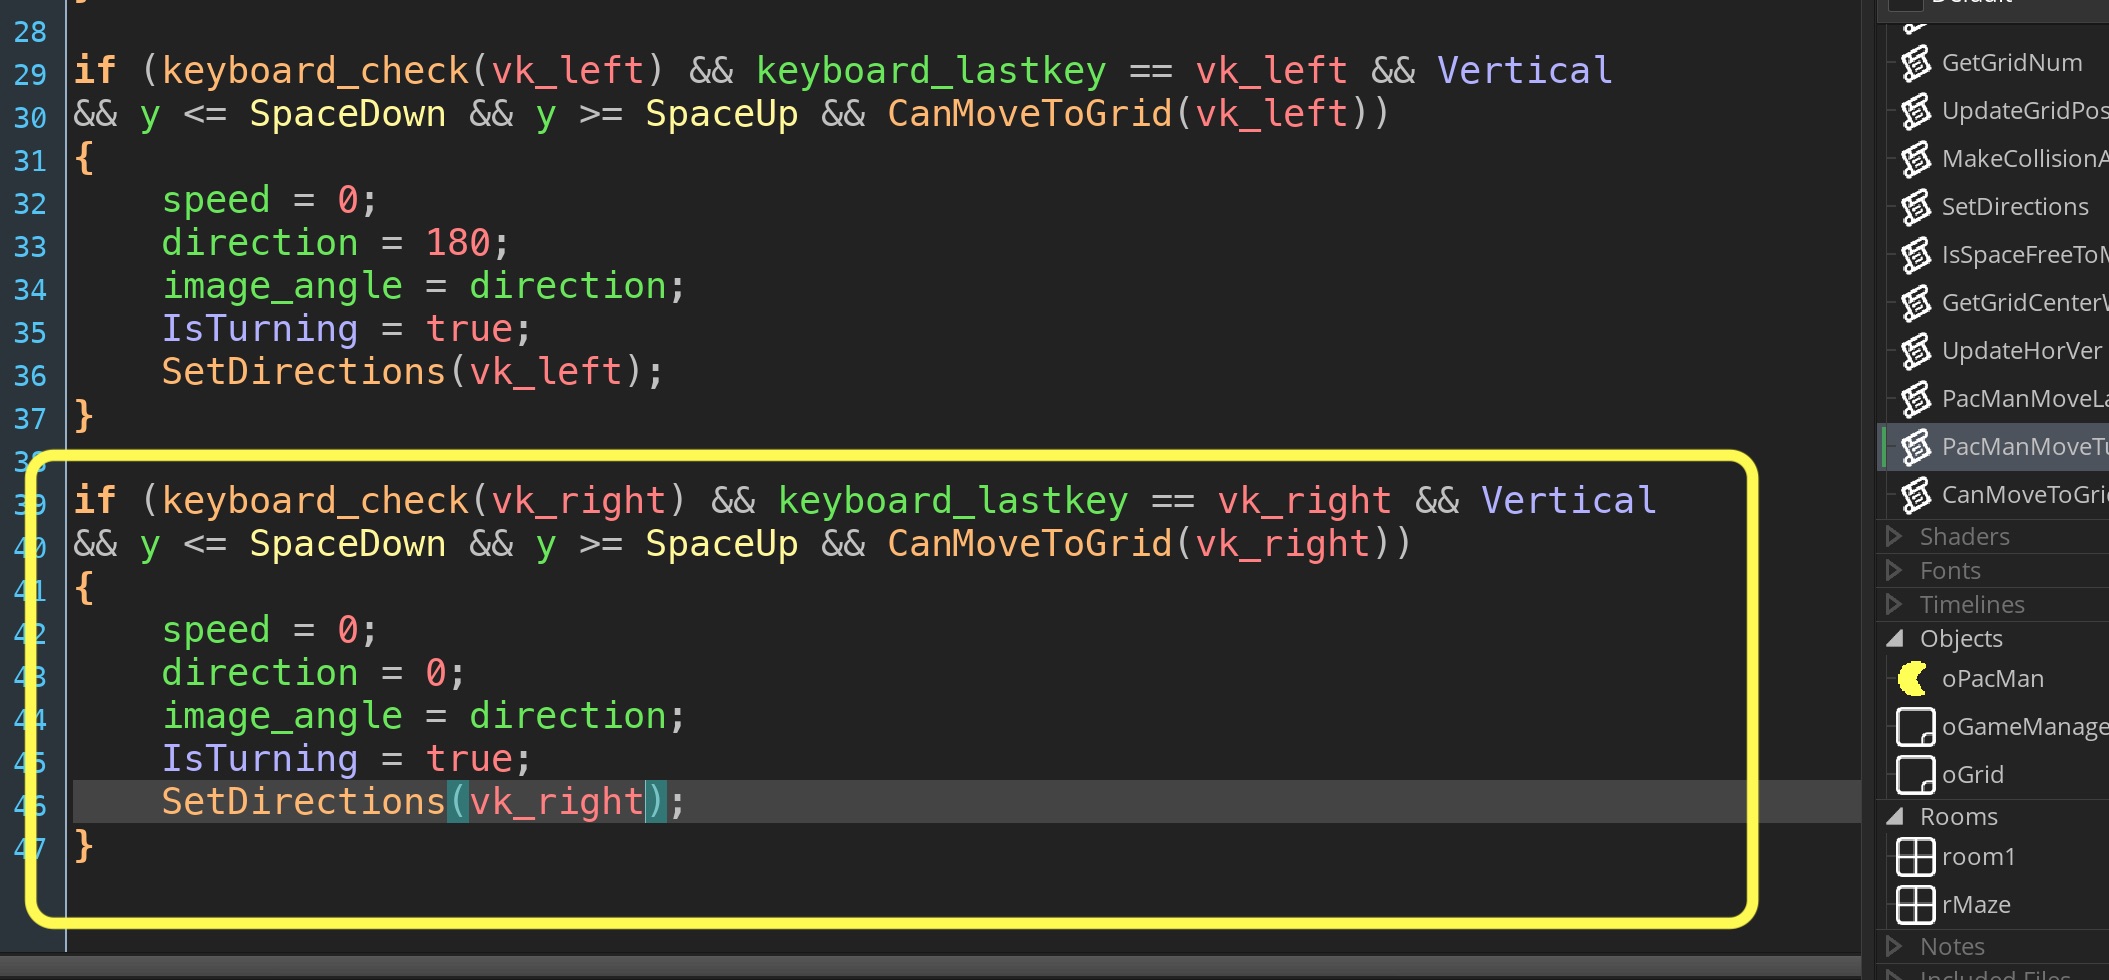 28
29 if (keyboard_check(vk_left) && keyboard_lastkey == vk_left && Vertical
30 && y <= SpaceDown && y >= SpaceUp && CanMoveToGrid(vk_left))
31 {
32 speed = 0;
33 direction = 180;
34 image_angle = direction;
35 IsTurning = true;
36 SetDirections(vk_left);
37 }
38
39 if (keyboard_check(vk_right) && keyboard_lastkey == vk_right && Vertical
40 && y <= SpaceDown && y >= SpaceUp && CanMoveToGrid(vk_right))
41 {
42 speed = 0;
43 direction = 0;
44 image_angle = direction;
45 IsTurning = true;
46 SetDirections(vk_right);
47 }
GetGridNum
UpdateGridPos
MakeCollisionA
SetDirections
IsSpaceFreeToM
GetGridCenterV
UpdateHorVer
PacManMoveLa
PacManMoveTu
CanMoveToGri
Shaders
Fonts
Timelines
Objects
oPacMan
oGameManage
oGrid
Rooms
room1
rMaze
Notes
Included Files